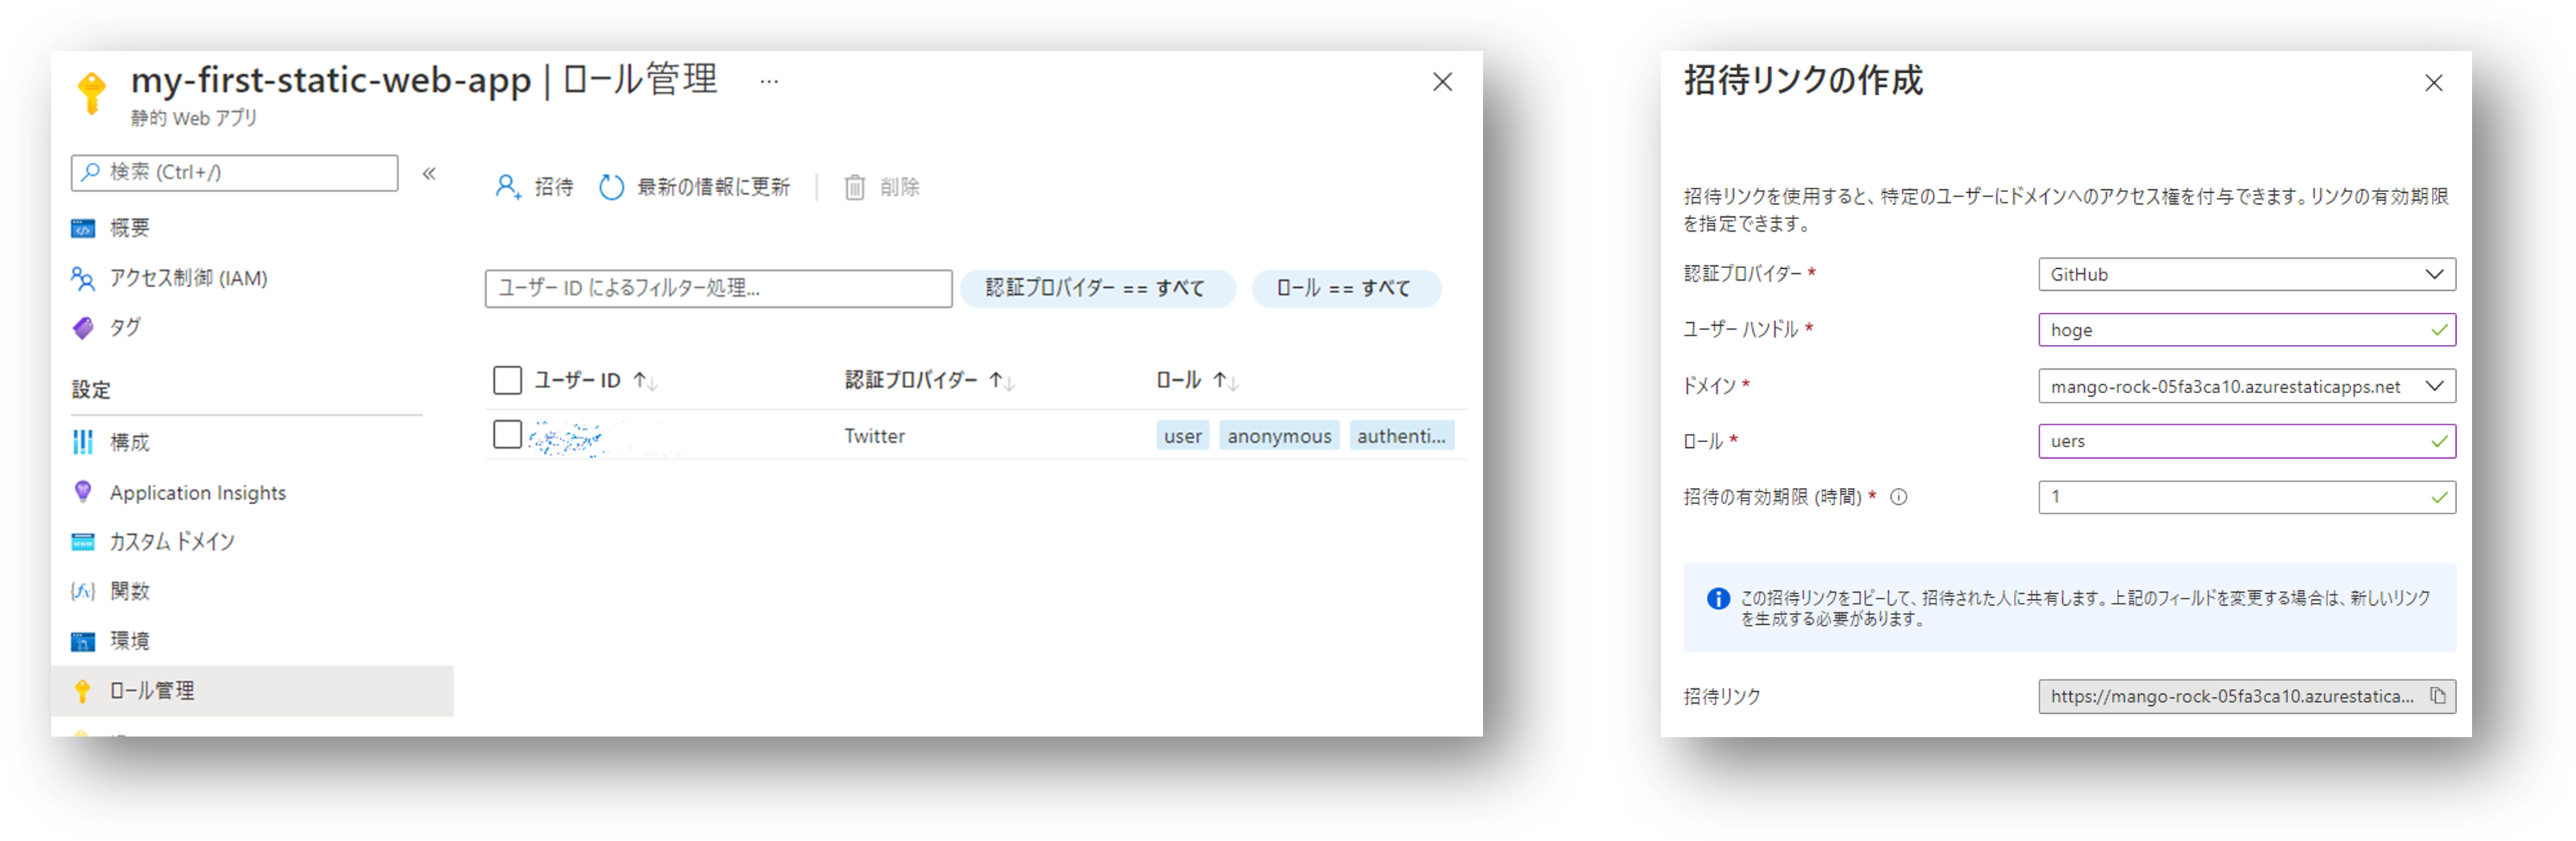 my-first-static-web-app | ロール管理 …
静的 Web アプリ
検索 (Ctrl+/)
«
概要
アクセス制御 (IAM)
タグ
設定
構成
Application Insights
カスタム ドメイン
関数
環境
ロール管理
招待 最新の情報に更新 削除
ユーザー ID によるフィルター処理...
認証プロバイダー == すべて
ロール == すべて
ユーザー ID ↑↓ 認証プロバイダー ↑↓ ロール ↑↓
Twitter user anonymous authenti...
招待リンクの作成
招待リンクを使用すると、特定のユーザーにドメインへのアクセス権を付与できます。リンクの有効期限
を指定できます。
認証プロバイダー * GitHub
ユーザー ハンドル * hoge
ドメイン * mango-rock-05fa3ca10.azurestaticapps.net
ロール * uers
招待の有効期限 (時間) * 1
この招待リンクをコピーして、招待された人に共有します。上記のフィールドを変更する場合は、新しいリンク
を生成する必要があります。
招待リンク https://mango-rock-05fa3ca10.azurestatica...